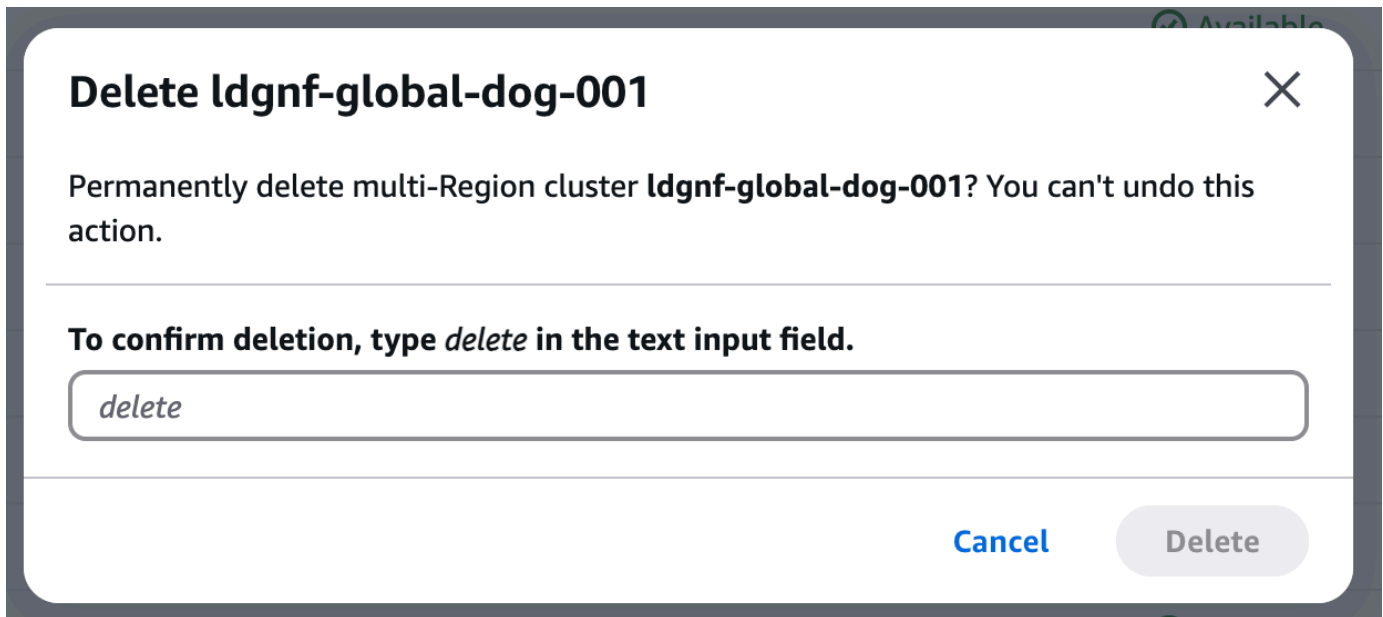 Available
Delete ldgnf-global-dog-001
Permanently delete multi-Region cluster ldgnf-global-dog-001? You can't undo this
action.
To confirm deletion, type delete in the text input field.
delete
Cancel
Delete